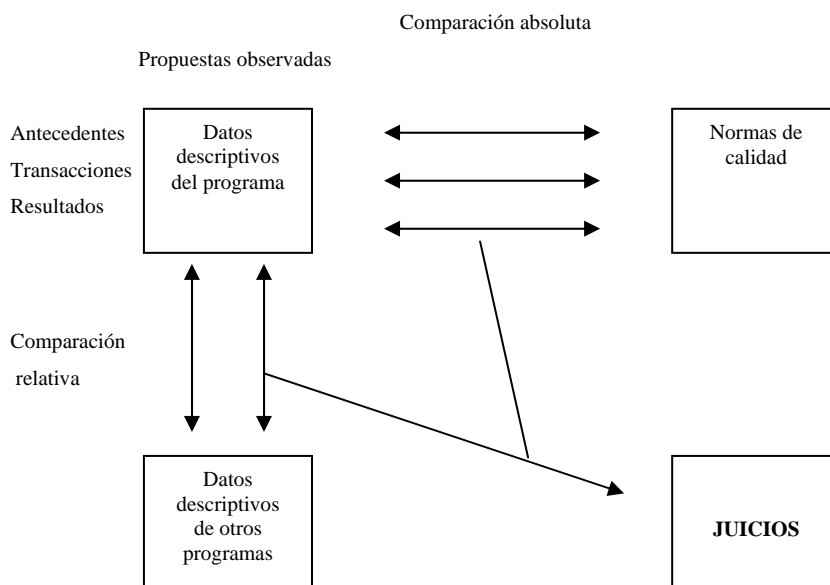 Comparación absoluta
Propuestas observadas
Antecedentes
Transacciones
Resultados
Datos
descriptivos
del programa
Normas de
calidad
Comparación
relativa
Datos
descriptivos
de otros
programas
JUICIOS